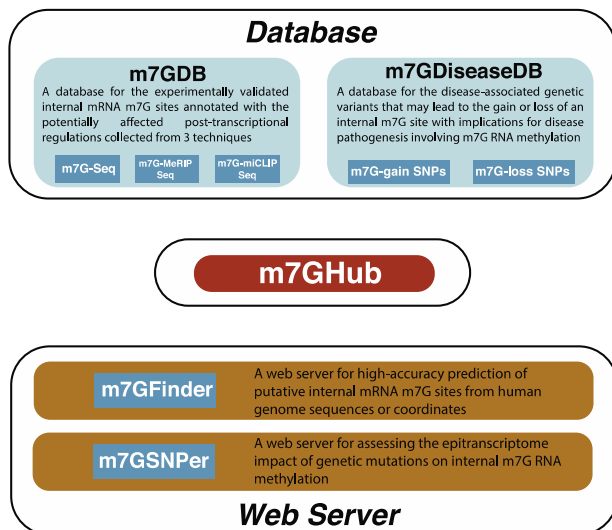 Database
m7GDB
A database for the experimentally validated
internal mRNA m7G sites annotated with the
potentially affected post-transcriptional
regulations collected from 3 techniques
m7G-Seq
m7G-MeRIP
Seq
m7G-miCLIP
Seq
m7GDiseaseDB
A database for the disease-associated genetic
variants that may lead to the gain or loss of an
internal m7G site with implications for disease
pathogenesis involving m7G RNA methylation
m7G-gain SNPs
m7G-loss SNPs
m7GHub
m7GFinder
A web server for high-accuracy prediction of
putative internal mRNA m7G sites from human
genome sequences or coordinates
m7GSNPer
A web server for assessing the epitranscriptome
impact of genetic mutations on internal m7G RNA
methylation
Web Server